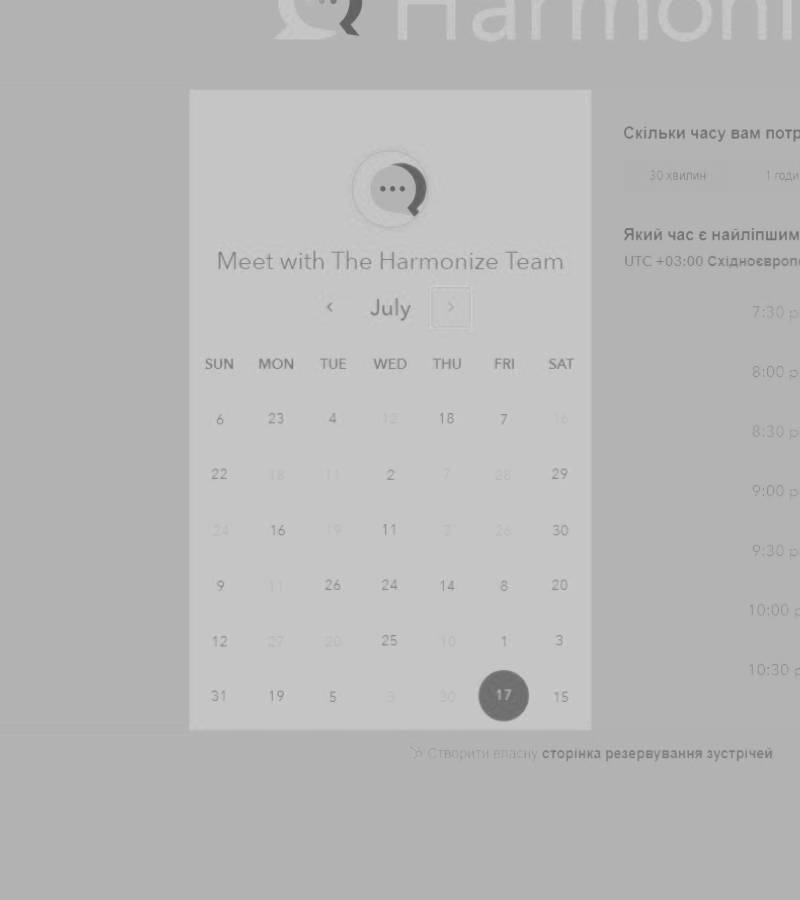 Harmoni
Meet with The Harmonize Team
July
SUN MON TUE WED THU FRI SAT
6 23 4 12 18 7 16
22 18 11 2 7 28 29
24 16 19 11 5 26 30
9 11 26 24 14 8 20
12 27 20 25 10 1 3
31 19 5 30 17 15
Скільки часу вам потр
30 хвилин 1 годи
Який час є найліпшим
UTC +03:00 Східноєвропе
7:30 p
8:00 p
8:30 p
9:00 p
9:30 p
10:00 p
10:30 p
Створити власну сторінка резервування зустрічей